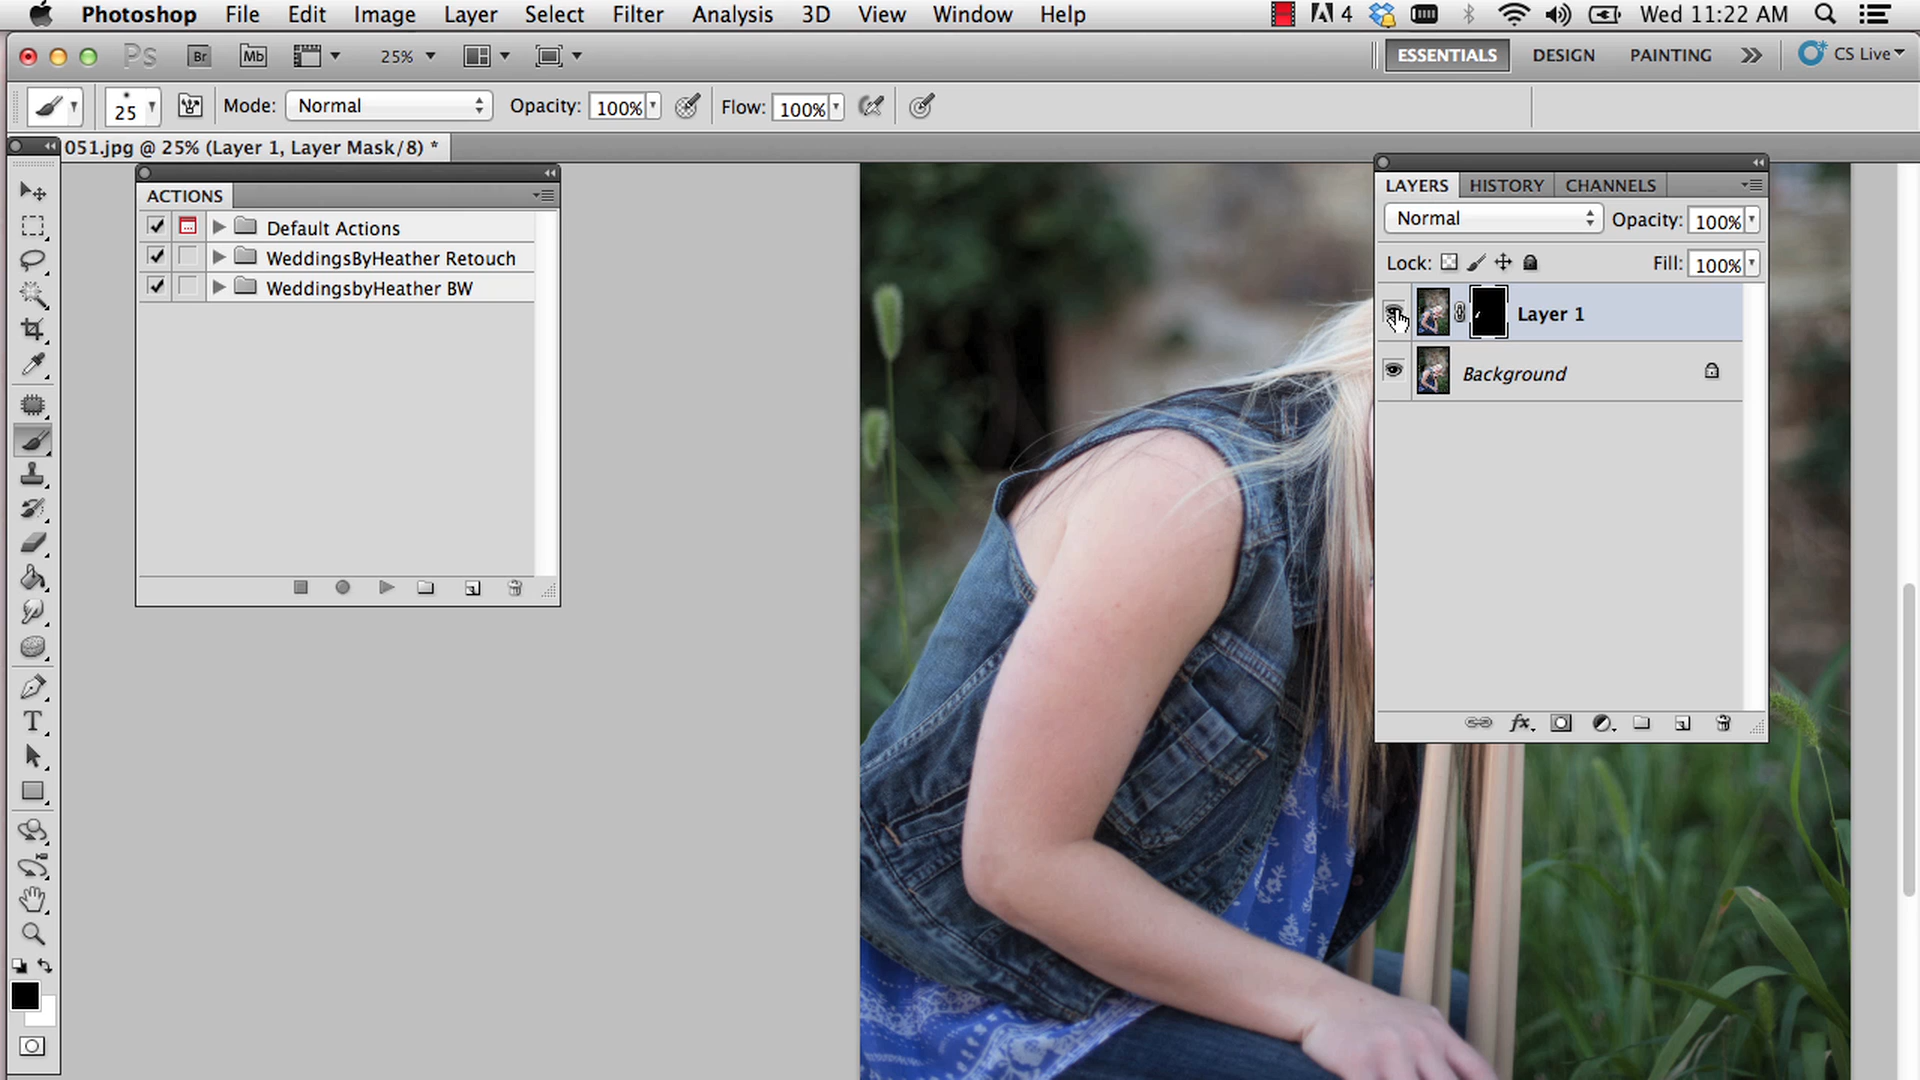 Photoshop File Edit Image Layer Select Filter Analysis 3D View Window Help 4 Wed 11:22 AM
Ps Br Mb 25% ESSENTIALS DESIGN PAINTING CS Live
25 Mode: Normal Opacity: 100% Flow: 100%
051.jpg @ 25% (Layer 1, Layer Mask/8) *
ACTIONS
Default Actions
WeddingsByHeather Retouch
WeddingsbyHeather BW
LAYERS HISTORY CHANNELS
Normal Opacity: 100%
Lock: Fill: 100%
Layer 1
Background
fx
T